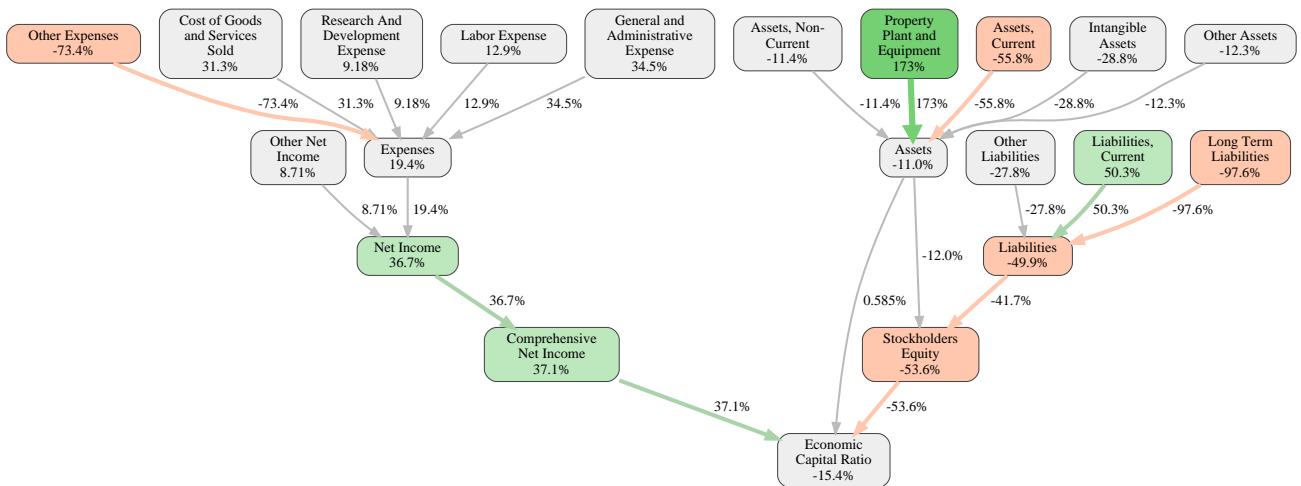 Other Expenses
-73.4%
Cost of Goods
and Services
Sold
31.3%
Research And
Development
Expense
9.18%
Labor Expense
12.9%
General and
Administrative
Expense
34.5%
Assets, Non-
Current
-11.4%
Property
Plant and
Equipment
173%
Assets,
Current
-55.8%
Intangible
Assets
-28.8%
Other Assets
-12.3%
-73.4%
31.3%
9.18%
12.9%
34.5%
-11.4%
173%
-55.8%
-28.8%
-12.3%
Other Net
Income
8.71%
Expenses
19.4%
Assets
-11.0%
Other
Liabilities
-27.8%
Liabilities,
Current
50.3%
Long Term
Liabilities
-97.6%
8.71%
19.4%
-27.8%
50.3%
-97.6%
Net Income
36.7%
Liabilities
-49.9%
-12.0%
36.7%
0.585%
-41.7%
Comprehensive
Net Income
37.1%
Stockholders
Equity
-53.6%
37.1%
-53.6%
Economic
Capital Ratio
-15.4%